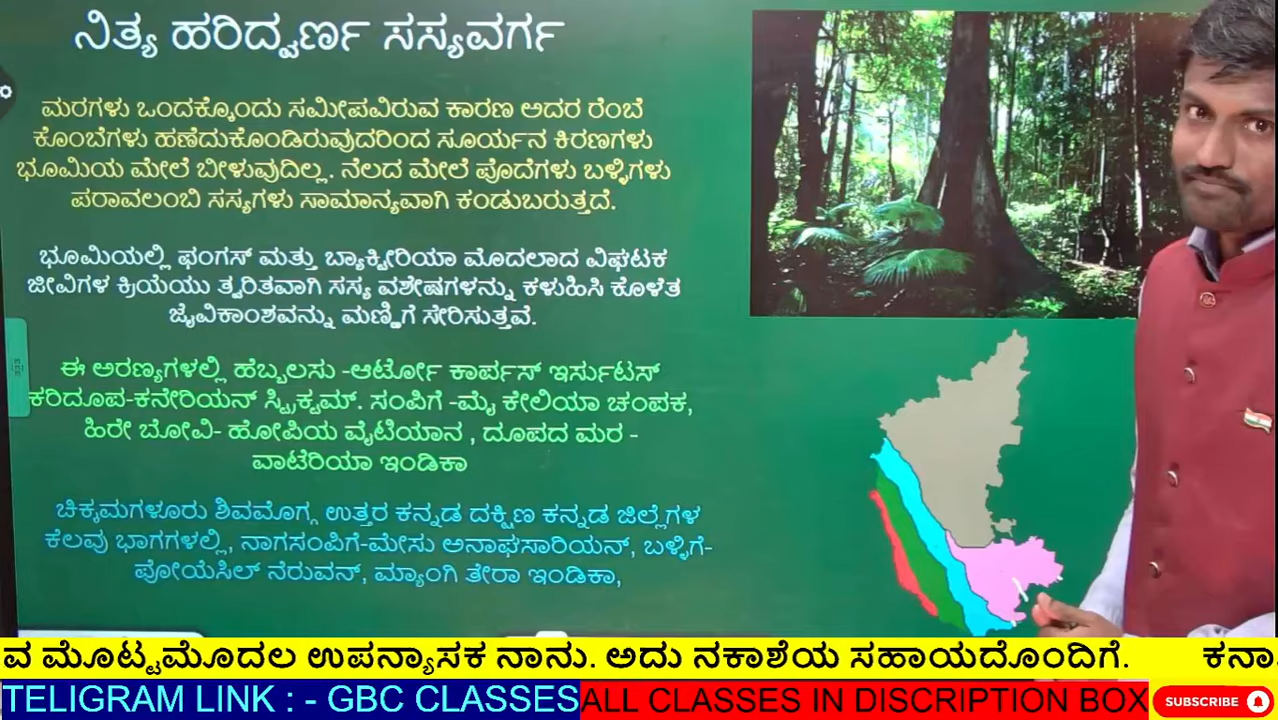 ನಿತ್ಯ ಹರಿದ್ವರ್ಣ ಸಸ್ಯವರ್ಗ
ಮರಗಳು ಒಂದಕ್ಕೊಂದು ಸಮೀಪವಿರುವ ಕಾರಣ ಅದರ ರೆಂಬೆ
ಕೊಂಬೆಗಳು ಹಣೆದುಕೊಂಡಿರುವುದರಿಂದ ಸೂರ್ಯನ ಕಿರಣಗಳು
ಭೂಮಿಯ ಮೇಲೆ ಬೀಳುವುದಿಲ್ಲ. ನೆಲದ ಮೇಲೆ ಪೊದೆಗಳು ಬಳ್ಳಿಗಳು
ಪರಾವಲಂಬಿ ಸಸ್ಯಗಳು ಸಾಮಾನ್ಯವಾಗಿ ಕಂಡುಬರುತ್ತದೆ.
ಭೂಮಿಯಲ್ಲಿ ಫಂಗಸ್ ಮತ್ತು ಬ್ಯಾಕ್ಟೀರಿಯಾ ಮೊದಲಾದ ವಿಘಟಕ
ಜೀವಿಗಳ ಕ್ರಿಯೆಯು ತ್ವರಿತವಾಗಿ ಸಸ್ಯ ವಶೇಷಗಳನ್ನು ಕಳುಹಿಸಿ ಕೊಳೆತ
ಜೈವಿಕಾಂಶವನ್ನು ಮಣ್ಣಿಗೆ ಸೇರಿಸುತ್ತವೆ.
ಈ ಅರಣ್ಯಗಳಲ್ಲಿ ಹೆಬ್ಬಲಸು -ಆರ್ಟೋ ಕಾರ್ಪಸ್ ಇರ್ಸುಟಸ್
ಕರಿದೂಪ-ಕನೇರಿಯನ್ ಸ್ಟ್ರಿಕ್ಟಮ್. ಸಂಪಿಗೆ -ಮೈ ಕೇಲಿಯಾ ಚಂಪಕ,
ಹಿರೇ ಬೋವಿ- ಹೋಪಿಯ ವೈಟಿಯಾನ , ದೂಪದ ಮರ -
ವಾಟೆರಿಯಾ ಇಂಡಿಕಾ
ಚಿಕ್ಕಮಗಳೂರು ಶಿವಮೊಗ್ಗ ಉತ್ತರ ಕನ್ನಡ ದಕ್ಷಿಣ ಕನ್ನಡ ಜಿಲ್ಲೆಗಳ
ಕೆಲವು ಭಾಗಗಳಲ್ಲಿ, ನಾಗಸಂಪಿಗೆ-ಮೇಸು ಅನಾಘಸಾರಿಯನ್, ಬಳ್ಳಿಗೆ-
ಪೋಯೆಸಿಲ್ ನೆರುವನ್, ಮ್ಯಾಂಗಿ ತೇರಾ ಇಂಡಿಕಾ,
ವ ಮೊಟ್ಟಮೊದಲ ಉಪನ್ಯಾಸಕ ನಾನು. ಅದು ನಕಾಶೆಯ ಸಹಾಯದೊಂದಿಗೆ. ಕನಾ
TELIGRAM LINK : - GBC CLASSES ALL CLASSES IN DISCRIPTION BOX SUBSCRIBE